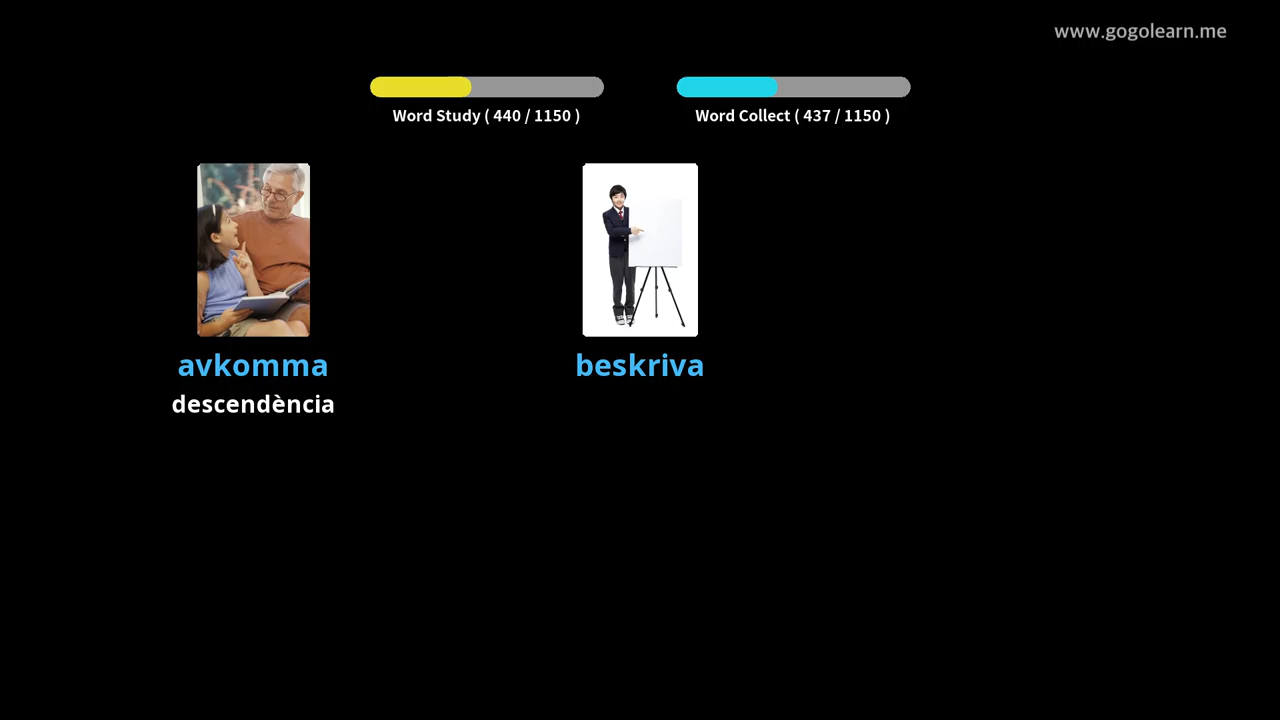 www.gogolearn.me
Word Study ( 440 / 1150 )
Word Collect ( 437 / 1150 )
avkomma
descendència
beskriva